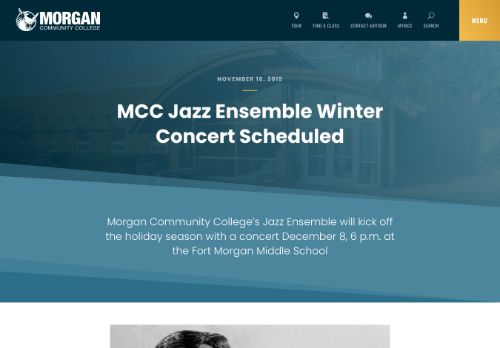 MORGAN
COMMUNITY COLLEGE
TOUR
FIND A CLASS
CONTACT ADVISOR
MYMCC
SEARCH
MENU
NOVEMBER 18, 2019
MCC Jazz Ensemble Winter
Concert Scheduled
Morgan Community College's Jazz Ensemble will kick off
the holiday season with a concert December 8, 6 p.m. at
the Fort Morgan Middle School